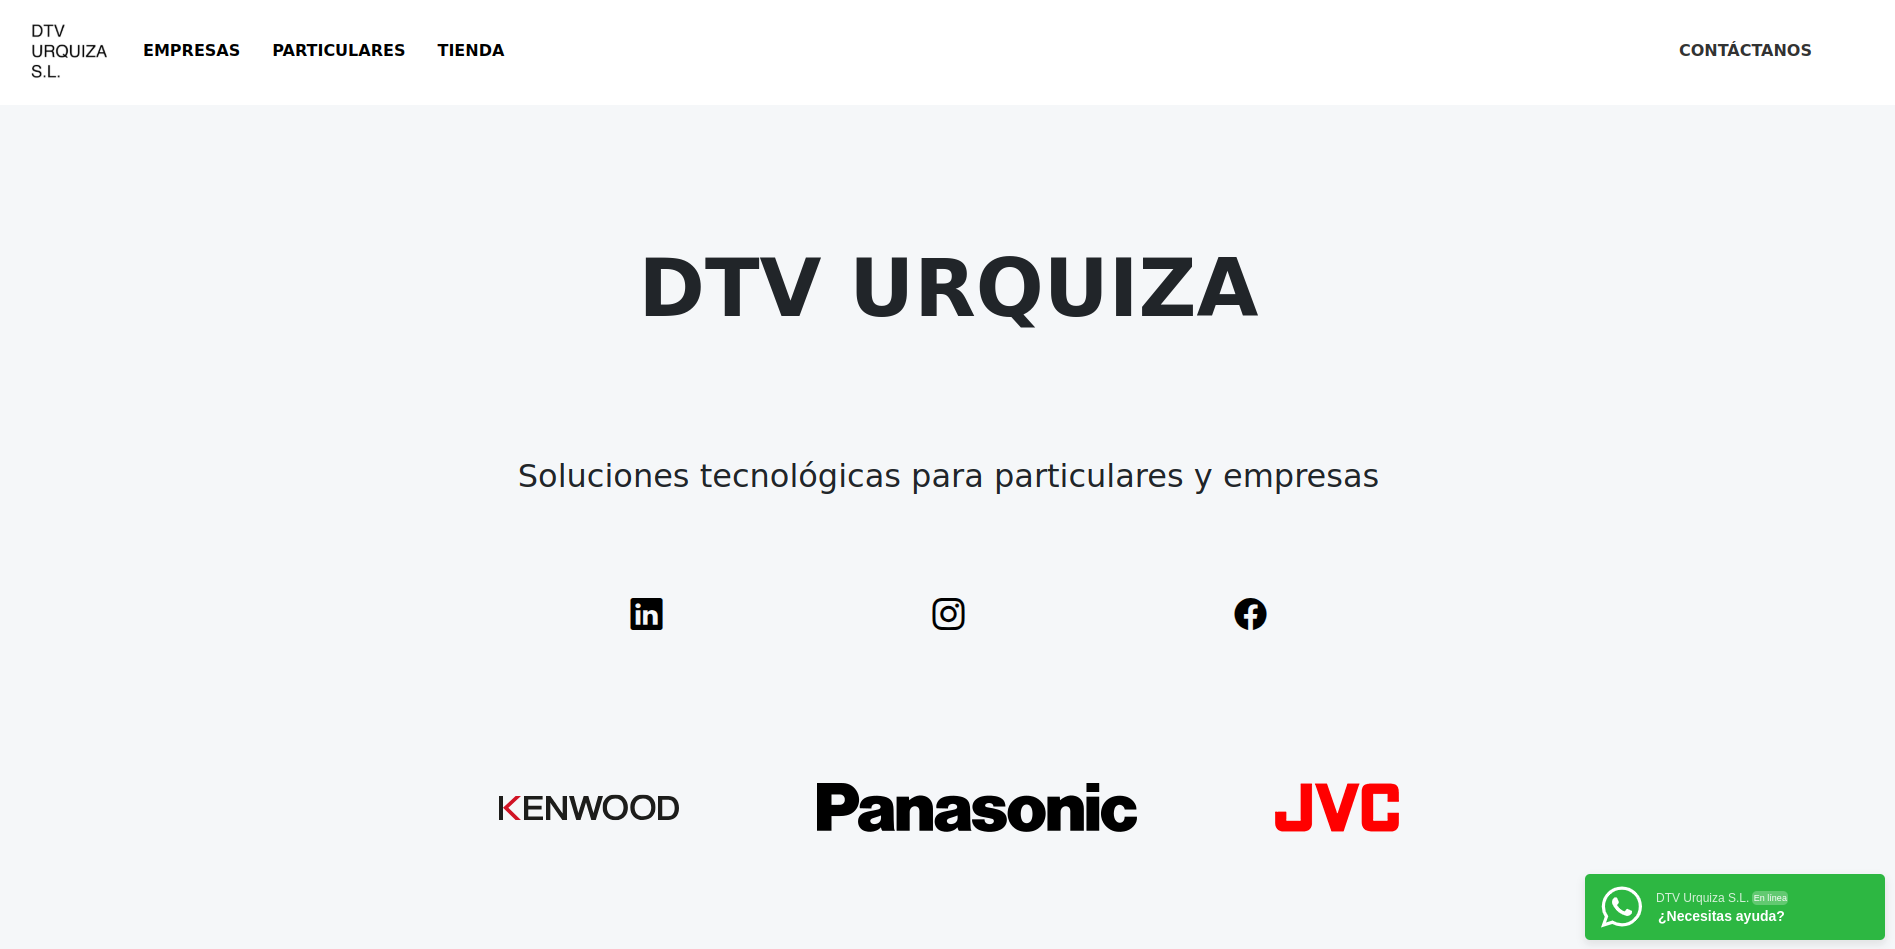 DTV
URQUIZA
S.L.
EMPRESAS PARTICULARES TIENDA
CONTÁCTANOS
DTV URQUIZA
Soluciones tecnológicas para particulares y empresas
in
KENWOOD Panasonic JVC
DTV Urquiza S.L. En línea
¿Necesitas ayuda?